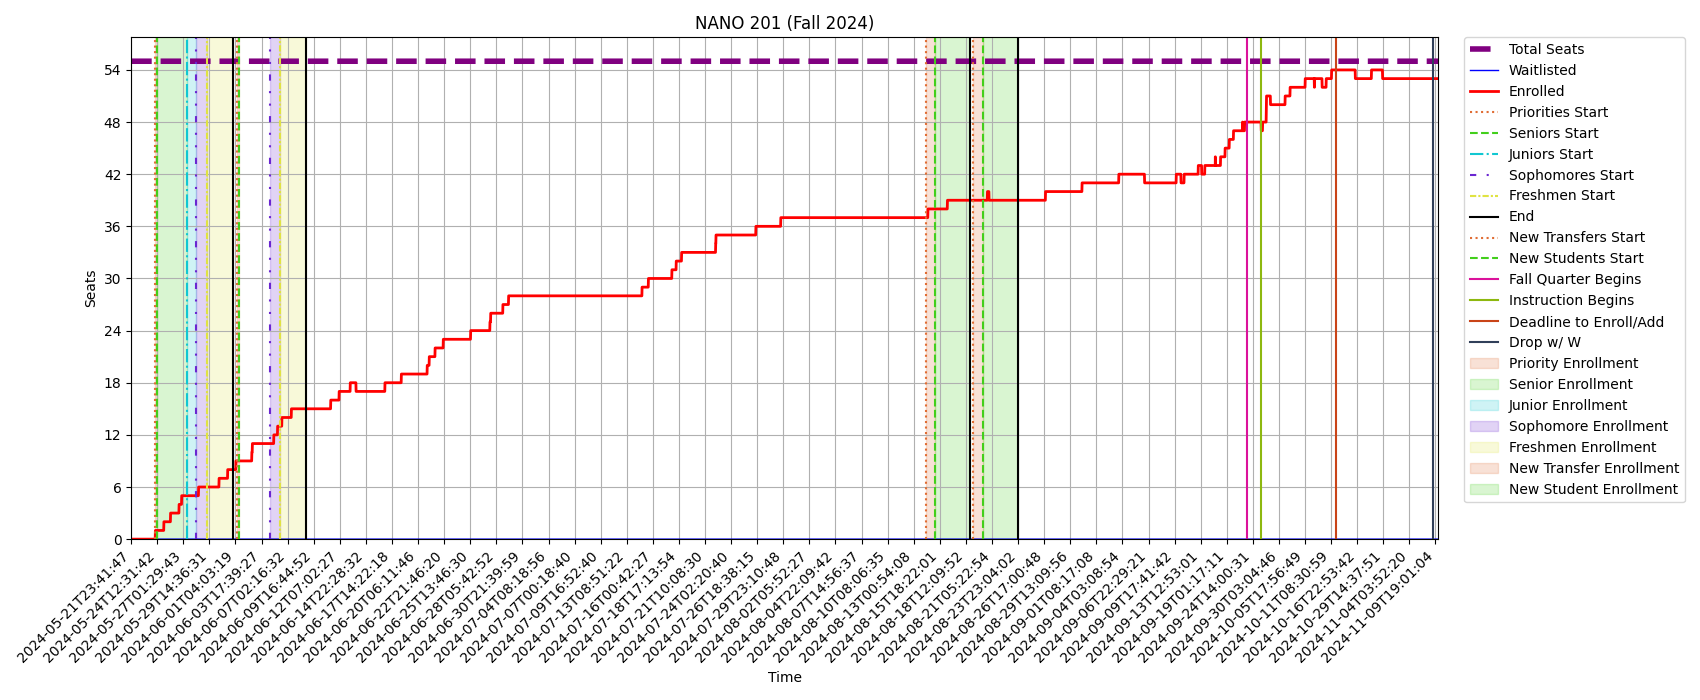 NANO 201 (Fall 2024)
Seats
54
48
42
36
30
24
18
12
6
0
2024-05-21T23:41:47
2024-05-24T12:31:42
2024-05-27T01:29:43
2024-05-29T14:36:31
2024-06-01T04:03:19
2024-06-03T17:39:27
2024-06-07T02:16:32
2024-06-09T16:44:52
2024-06-12T07:02:27
2024-06-14T22:28:32
2024-06-17T14:22:18
2024-06-20T06:11:46
2024-06-22T21:46:20
2024-06-25T13:46:30
2024-06-28T05:42:52
2024-06-30T21:39:59
2024-07-04T08:18:56
2024-07-07T00:18:40
2024-07-09T16:52:40
2024-07-13T08:51:22
2024-07-16T00:42:27
2024-07-18T17:13:54
2024-07-21T10:08:30
2024-07-24T02:20:40
2024-07-26T18:38:15
2024-07-29T23:10:48
2024-08-02T05:52:27
2024-08-04T22:09:42
2024-08-07T14:56:37
2024-08-10T08:06:35
2024-08-13T00:54:08
2024-08-15T18:22:01
2024-08-18T12:09:52
2024-08-21T05:22:54
2024-08-23T23:04:02
2024-08-26T17:00:48
2024-08-29T13:09:56
2024-09-01T08:17:08
2024-09-04T03:08:54
2024-09-06T22:29:21
2024-09-09T17:41:42
2024-09-13T12:53:01
2024-09-19T01:17:11
2024-09-24T14:00:31
2024-09-30T03:04:46
2024-10-05T17:56:49
2024-10-11T08:30:59
2024-10-16T22:53:42
2024-10-29T14:37:51
2024-11-04T03:52:20
2024-11-09T19:01:04
Time
Total Seats
Waitlisted
Enrolled
Priorities Start
Seniors Start
Juniors Start
Sophomores Start
Freshmen Start
End
New Transfers Start
New Students Start
Fall Quarter Begins
Instruction Begins
Deadline to Enroll/Add
Drop w/ W
Priority Enrollment
Senior Enrollment
Junior Enrollment
Sophomore Enrollment
Freshmen Enrollment
New Transfer Enrollment
New Student Enrollment